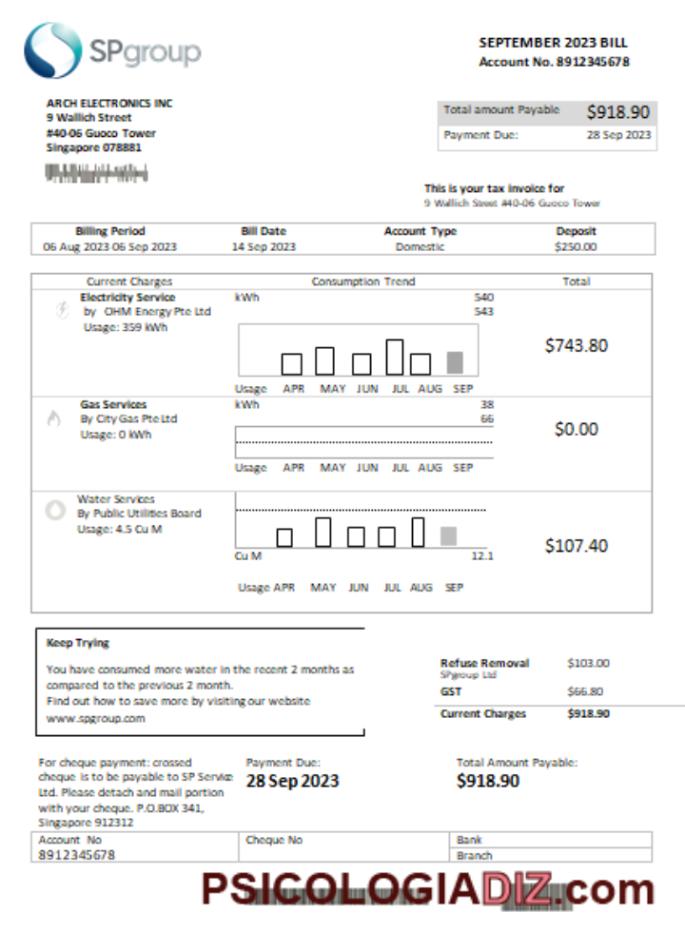 SPgroup
SEPTEMBER 2023 BILL
Account No. 8912345678
ARCH ELECTRONICS INC
9 Wallich Street
#40-06 Guoco Tower
Singapore 078881
Total amount Payable $918.90
Payment Due: 28 Sep 2023
This is your tax invoice for
9 Wallich Street #40-06 Guoco Tower
Billing Period Bill Date Account Type Deposit
06 Aug 2023 06 Sep 2023 14 Sep 2023 Domestic $250.00
Current Charges Consumption Trend Total
Electricity Service kWh 540
by OHM Energy Pte Ltd 543
Usage: 359 kWh
$743.80
Usage APR MAY JUN JUL AUG SEP
Gas Services kWh 38
By City Gas Pte Ltd 66
Usage: 0 kWh
$0.00
Usage APR MAY JUN JUL AUG SEP
Water Services
By Public Utilities Board
Usage: 4.5 Cu M
$107.40
Cu M 12.1
Usage APR MAY JUN JUL AUG SEP
Keep Trying
You have consumed more water in the recent 2 months as
compared to the previous 2 month.
Find out how to save more by visiting our website
www.spgroup.com
Refuse Removal $103.00
SPgroup Ltd
GST $66.80
Current Charges $918.90
For cheque payment: crossed
cheque is to be payable to SP Service
Ltd. Please detach and mail portion
with your cheque. P.O.BOX 341,
Singapore 912312
Payment Due:
28 Sep 2023
Total Amount Payable:
$918.90
Account No Cheque No Bank
8912345678 Branch
PSICOLOGIADIZ.com